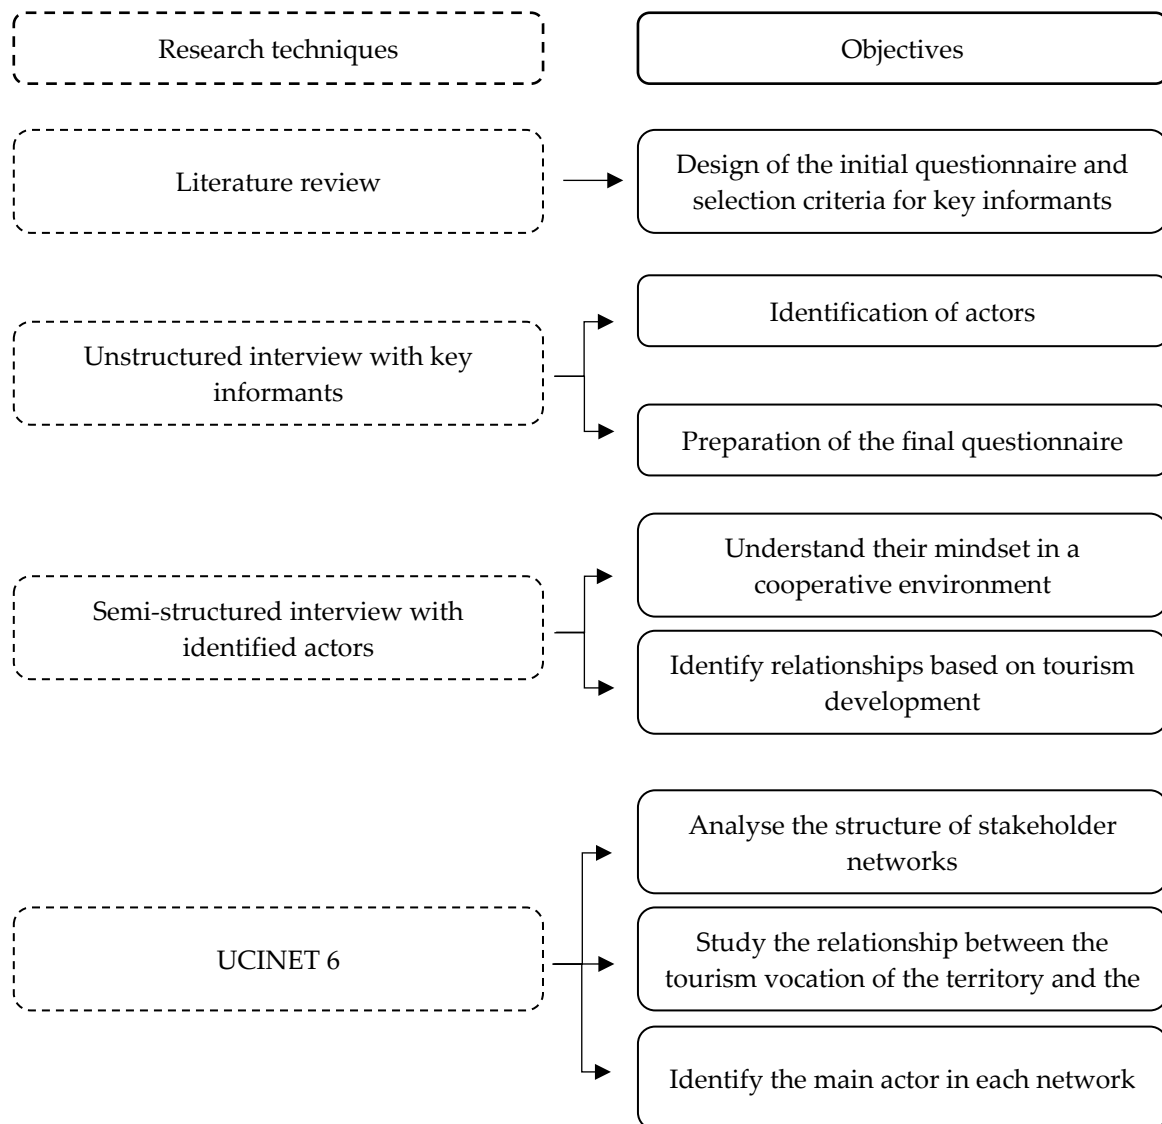 Research techniques
Objectives
Literature review
Design of the initial questionnaire and
selection criteria for key informants
Unstructured interview with key
informants
Identification of actors
Preparation of the final questionnaire
Semi-structured interview with
identified actors
Understand their mindset in a
cooperative environment
Identify relationships based on tourism
development
UCINET 6
Analyse the structure of stakeholder
networks
Study the relationship between the
tourism vocation of the territory and the
Identify the main actor in each network